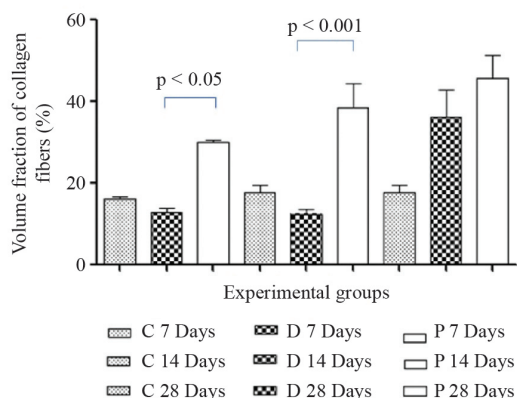 p < 0.001
p < 0.05
60
40
20
0
Volume fraction of collagen
fibers (%)
Experimental groups
C 7 Days D 7 Days P 7 Days
C 14 Days D 14 Days P 14 Days
C 28 Days D 28 Days P 28 Days